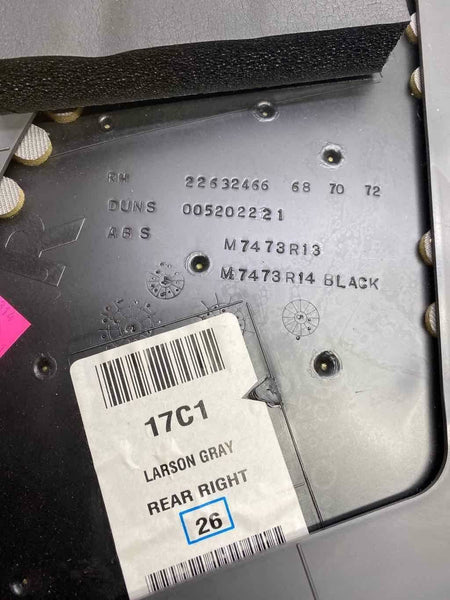 RH 22632466 68 70 72
DUNS 005202221
ABS M7473R13
M7473R14 BLACK
R
17C1
LARSON GRAY
REAR RIGHT
26